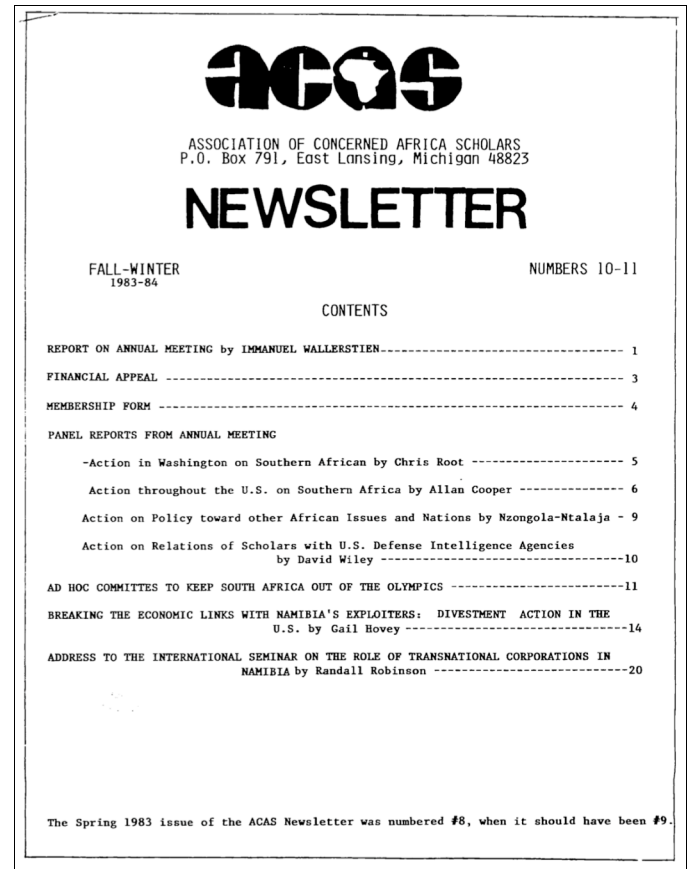 acas
ASSOCIATION OF CONCERNED AFRICA SCHOLARS
P.O. Box 791, East Lansing, Michigan 48823
NEWSLETTER
FALL-WINTER NUMBERS 10-11
1983-84
CONTENTS
REPORT ON ANNUAL MEETING by IMMANUEL WALLERSTIEN----------------------------------- 1
FINANCIAL APPEAL ------------------------------------------------------------------ 3
MEMBERSHIP FORM ------------------------------------------------------------------- 4
PANEL REPORTS FROM ANNUAL MEETING
-Action in Washington on Southern African by Chris Root ---------------------- 5
Action throughout the U.S. on Southern Africa by Allan Cooper --------------- 6
Action on Policy toward other African Issues and Nations by Nzongola-Ntalaja - 9
Action on Relations of Scholars with U.S. Defense Intelligence Agencies
by David Wiley -----------------------------------10
AD HOC COMMITTES TO KEEP SOUTH AFRICA OUT OF THE OLYMPICS -------------------------11
BREAKING THE ECONOMIC LINKS WITH NAMIBIA'S EXPLOITERS: DIVESTMENT ACTION IN THE
U.S. by Gail Hovey --------------------------------14
ADDRESS TO THE INTERNATIONAL SEMINAR ON THE ROLE OF TRANSNATIONAL CORPORATIONS IN
NAMIBIA by Randall Robinson ----------------------------20
The Spring 1983 issue of the ACAS Newsletter was numbered #8, when it should have been #9.